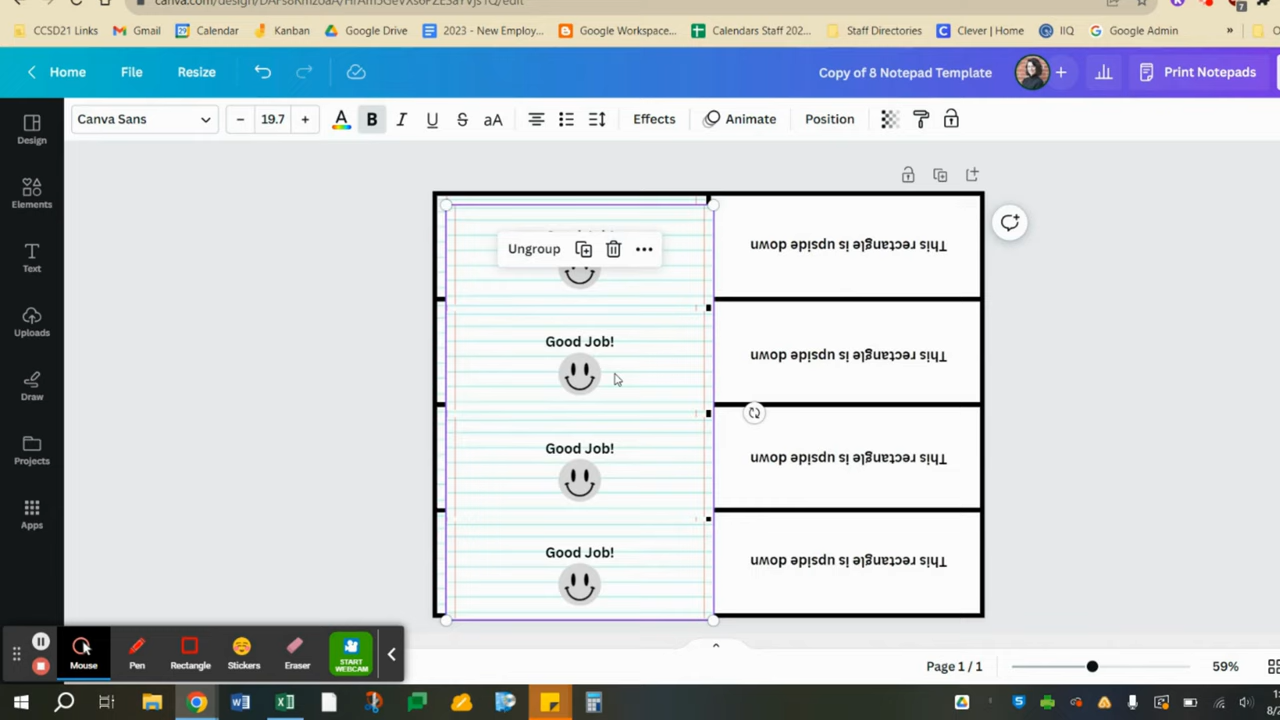 CCSD21 Links
Gmail
Calendar
Kanban
Google Drive
2023 - New Employ...
Google Workspace...
Calendars Staff 202...
Staff Directories
Clever | Home
IIQ
Google Admin
»
Home
File
Resize
Copy of 8 Notepad Template
+
Print Notepads
Canva Sans
−
19.7
+
A
B
I
U
S
aA
Effects
Animate
Position
Design
Elements
Text
Uploads
Draw
Projects
Apps
Ungroup
This rectangle is upside down
Good Job!
This rectangle is upside down
Good Job!
This rectangle is upside down
Good Job!
This rectangle is upside down
Mouse
Pen
Rectangle
Stickers
Eraser
START
WEBCAM
Page 1 / 1
59%